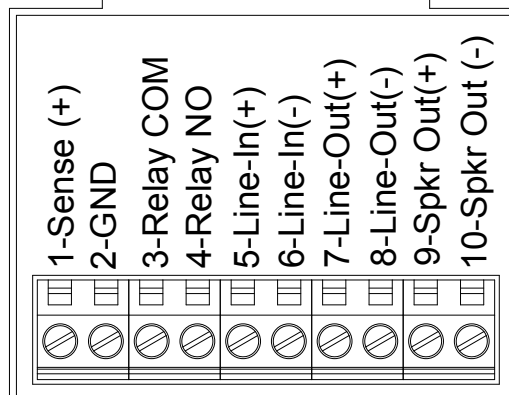 1-Sense (+)
2-GND
3-Relay COM
4-Relay NO
5-Line-In(+)
6-Line-In(-)
7-Line-Out(+)
8-Line-Out(-)
9-Spkr Out(+)
10-Spkr Out (-)